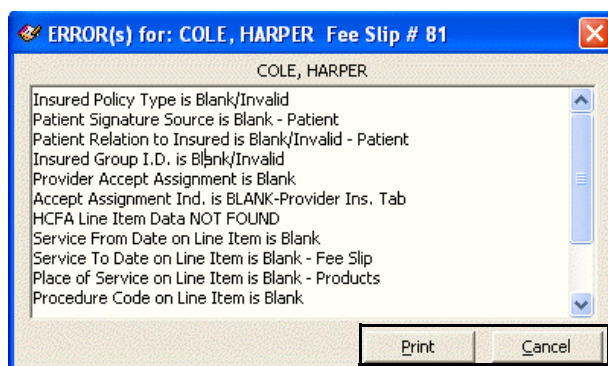 ERROR(s) for: COLE, HARPER Fee Slip # 81
COLE, HARPER
Insured Policy Type is Blank/Invalid
Patient Signature Source is Blank - Patient
Patient Relation to Insured is Blank/Invalid - Patient
Insured Group I.D. is Blank/Invalid
Provider Accept Assignment is Blank
Accept Assignment Ind. is BLANK-Provider Ins. Tab
HCFA Line Item Data NOT FOUND
Service From Date on Line Item is Blank
Service To Date on Line Item is Blank - Fee Slip
Place of Service on Line Item is Blank - Products
Procedure Code on Line Item is Blank
Print Cancel